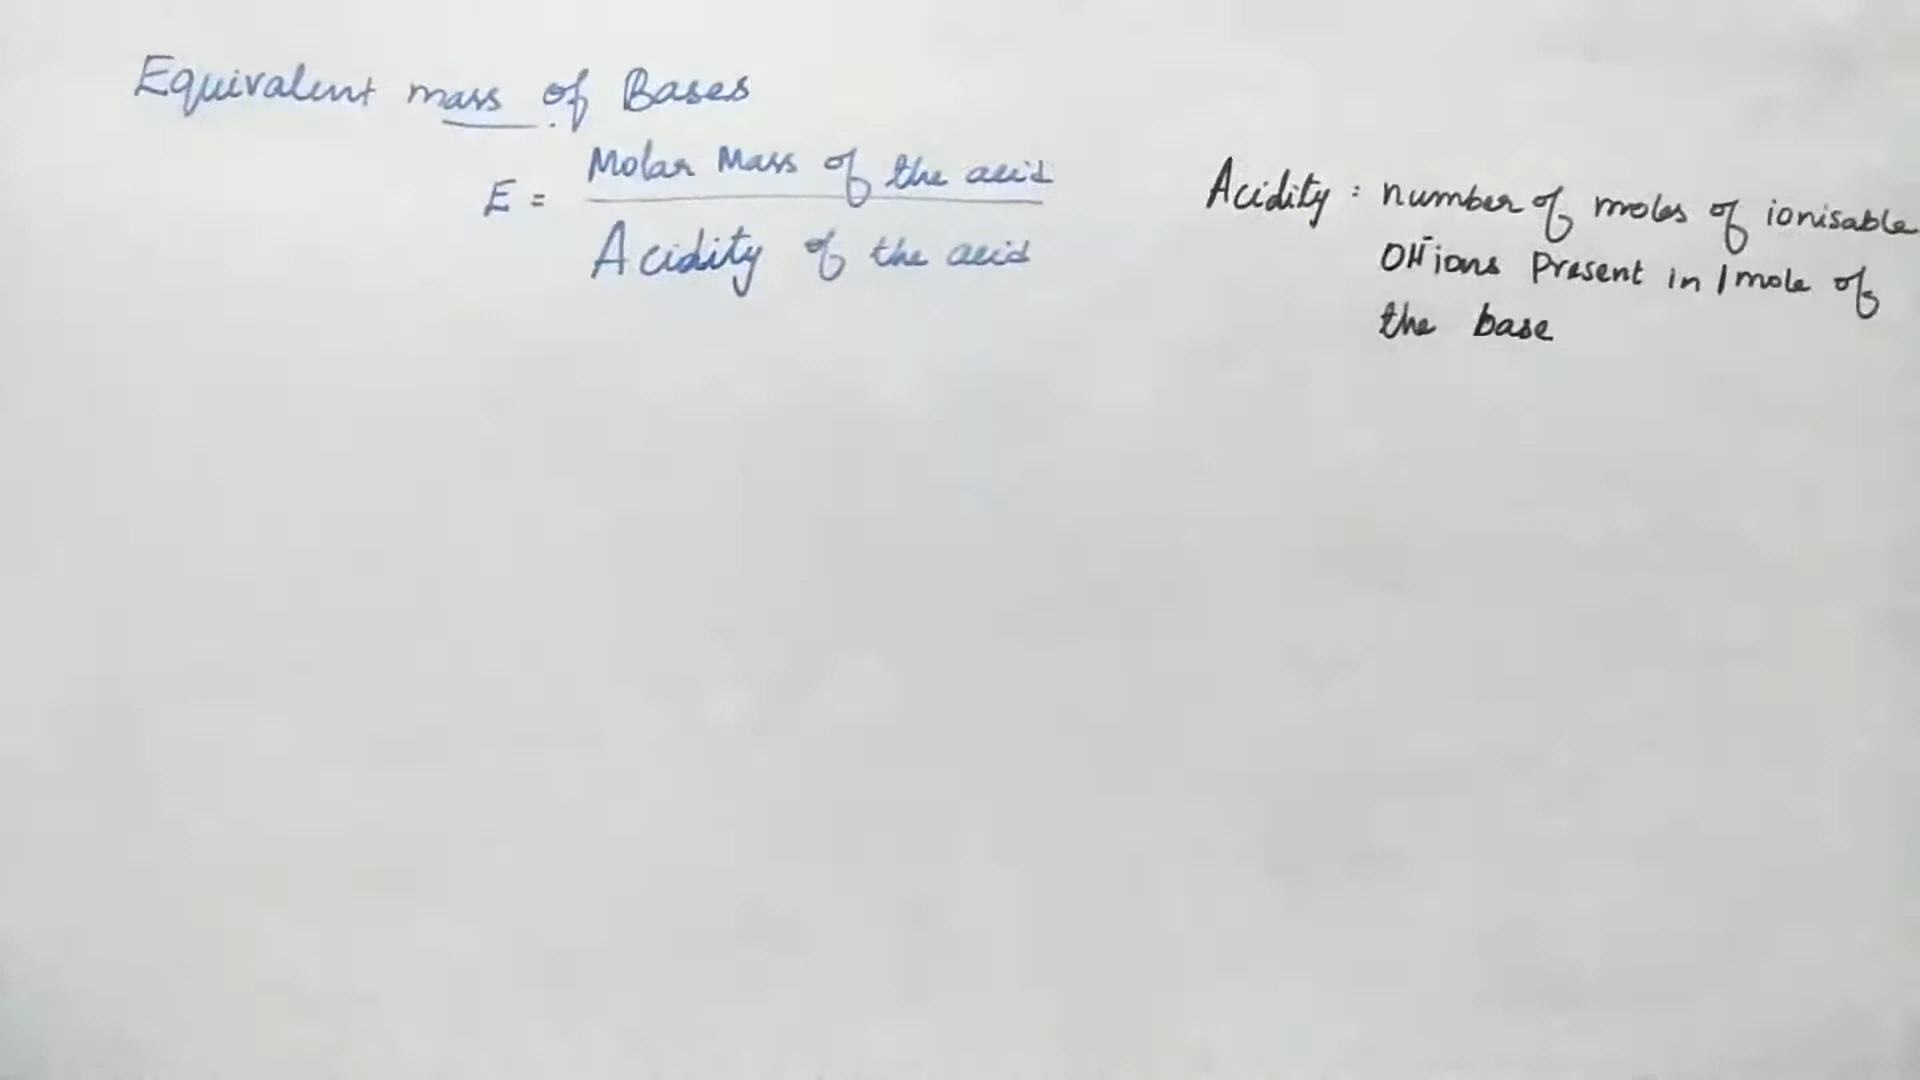 Equivalent mass of Bases
E = Molar Mass of the acid
Acidity of the acid
Acidity : number of moles of ionisable
OH⁻ ions Present in 1 mole of
the base